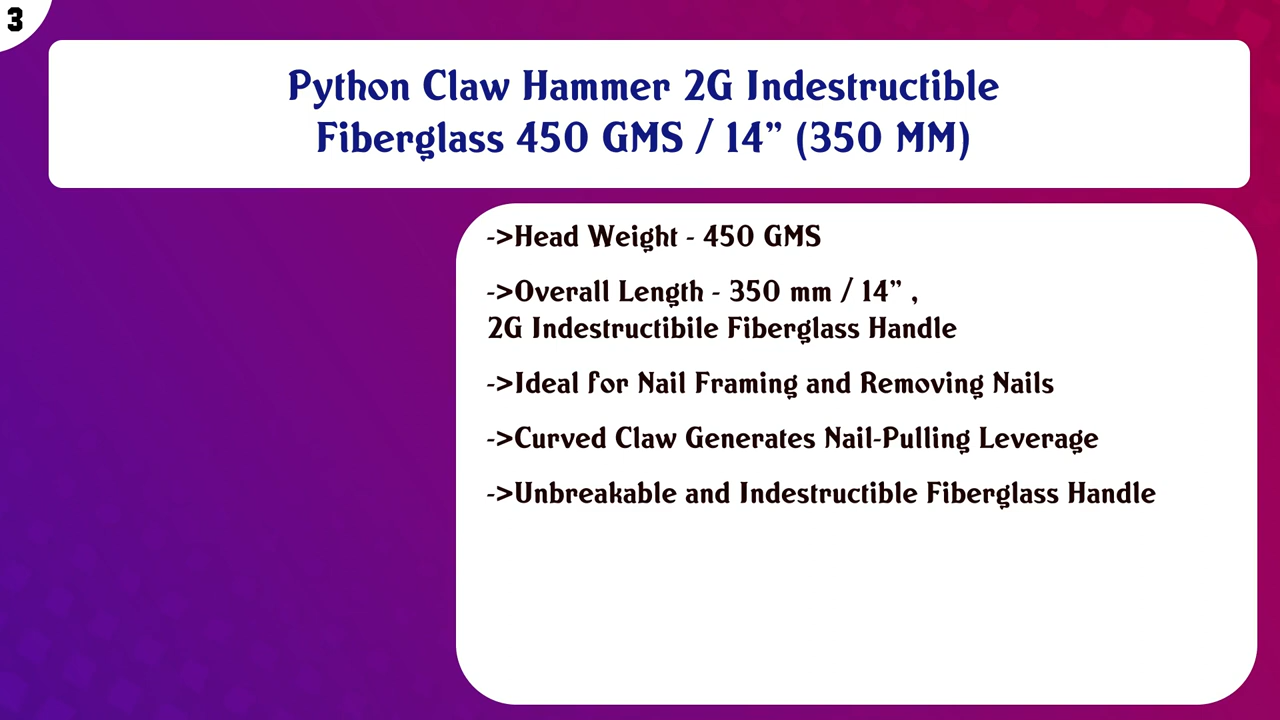 3
Python Claw Hammer 2G Indestructible
Fiberglass 450 GMS / 14” (350 MM)
->Head Weight - 450 GMS
->Overall Length - 350 mm / 14” ,
2G Indestructibile Fiberglass Handle
->Ideal for Nail Framing and Removing Nails
->Curved Claw Generates Nail-Pulling Leverage
->Unbreakable and Indestructible Fiberglass Handle